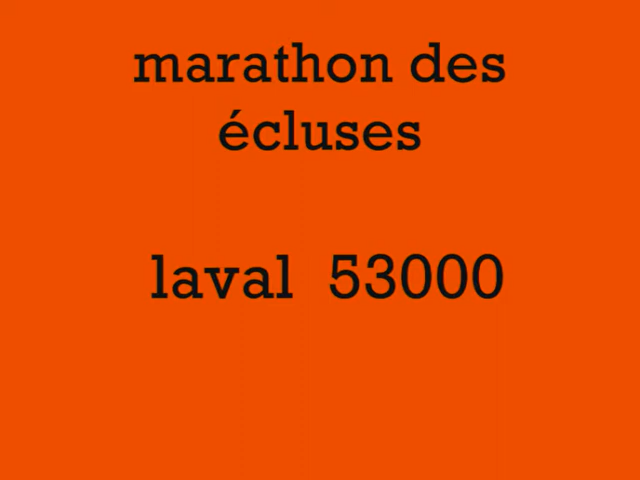 marathon des
écluses
laval 53000